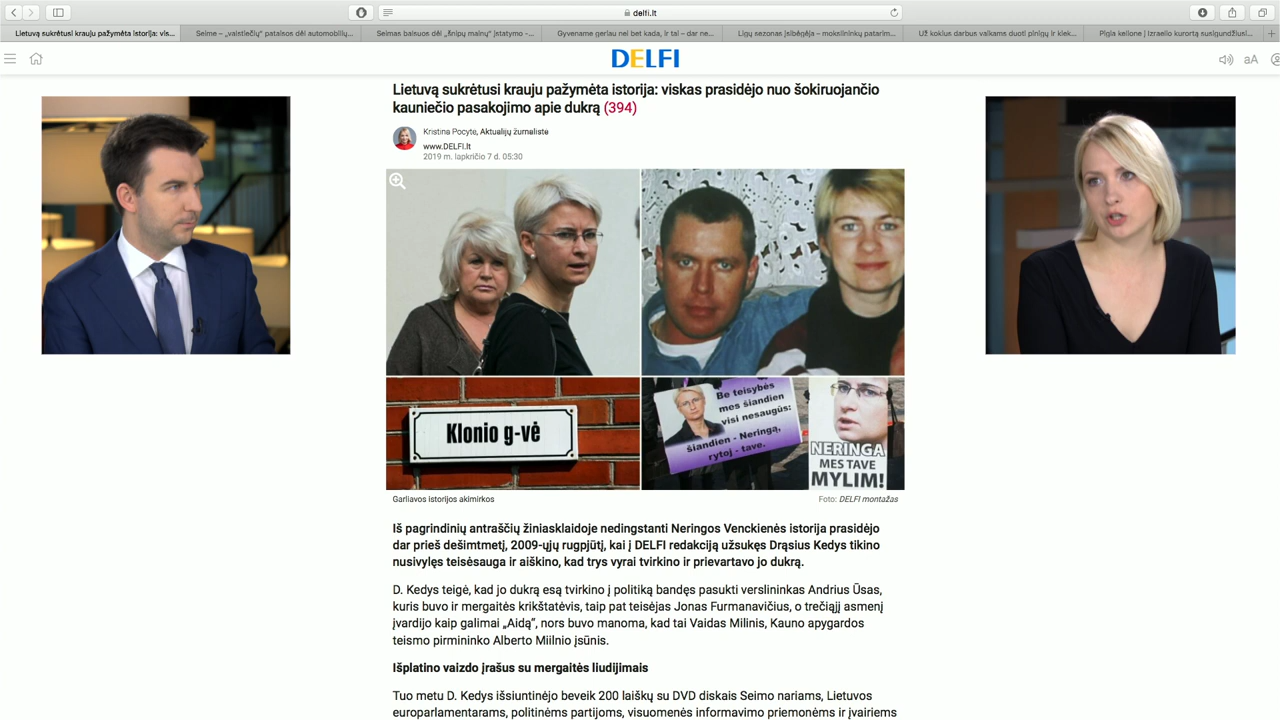 delfi.lt
Lietuvą sukrėtusi krauju pažymėta istorija: vis...
Seime – „vaistiečių“ pataisos dėl automobilių...
Seimas balsuos dėl „šnipų mainų“ įstatymo -...
Gyvename geriau nei bet kada, ir tai – dar ne...
Ligų sezonas įsibėgėja – mokslininkų patarim...
Už kokius darbus vaikams duoti pinigų ir kiek...
Pigia kelione į Izraelio kurortą susigundžiusi...
DELFI
aA
Lietuvą sukrėtusi krauju pažymėta istorija: viskas prasidėjo nuo šokiruojančio
kauniečio pasakojimo apie dukrą (394)
Kristina Pocytė, Aktualijų žurnalistė
www.DELFI.lt
2019 m. lapkričio 7 d. 05:30
Klonio g-vė
Be teisybės
mes šiandien
visi nesaugūs:
šiandien - Neringą,
rytoj - tave.
NERINGA
MES TAVE
MYLIM!
Garliavos istorijos akimirkos
Foto: DELFI montažas
Iš pagrindinių antraščių žiniasklaidoje nedingstanti Neringos Venckienės istorija prasidėjo
dar prieš dešimtmetį, 2009-ųjų rugpjūtį, kai į DELFI redakciją užsukęs Drąsius Kedys tikino
nusivylęs teisėsauga ir aiškino, kad trys vyrai tvirkino ir prievartavo jo dukrą.
D. Kedys teigė, kad jo dukrą esą tvirkino į politiką bandęs pasukti verslininkas Andrius Ūsas,
kuris buvo ir mergaitės krikštatėvis, taip pat teisėjas Jonas Furmanavičius, o trečiąjį asmenį
įvardijo kaip galimai „Aidą“, nors buvo manoma, kad tai Vaidas Milinis, Kauno apygardos
teismo pirmininko Alberto Miilnio įsūnis.
Išplatino vaizdo įrašus su mergaitės liudijimais
Tuo metu D. Kedys išsiuntinėjo beveik 200 laiškų su DVD diskais Seimo nariams, Lietuvos
europarlamentarams, politinėms partijoms, visuomenės informavimo priemonėms ir įvairiems